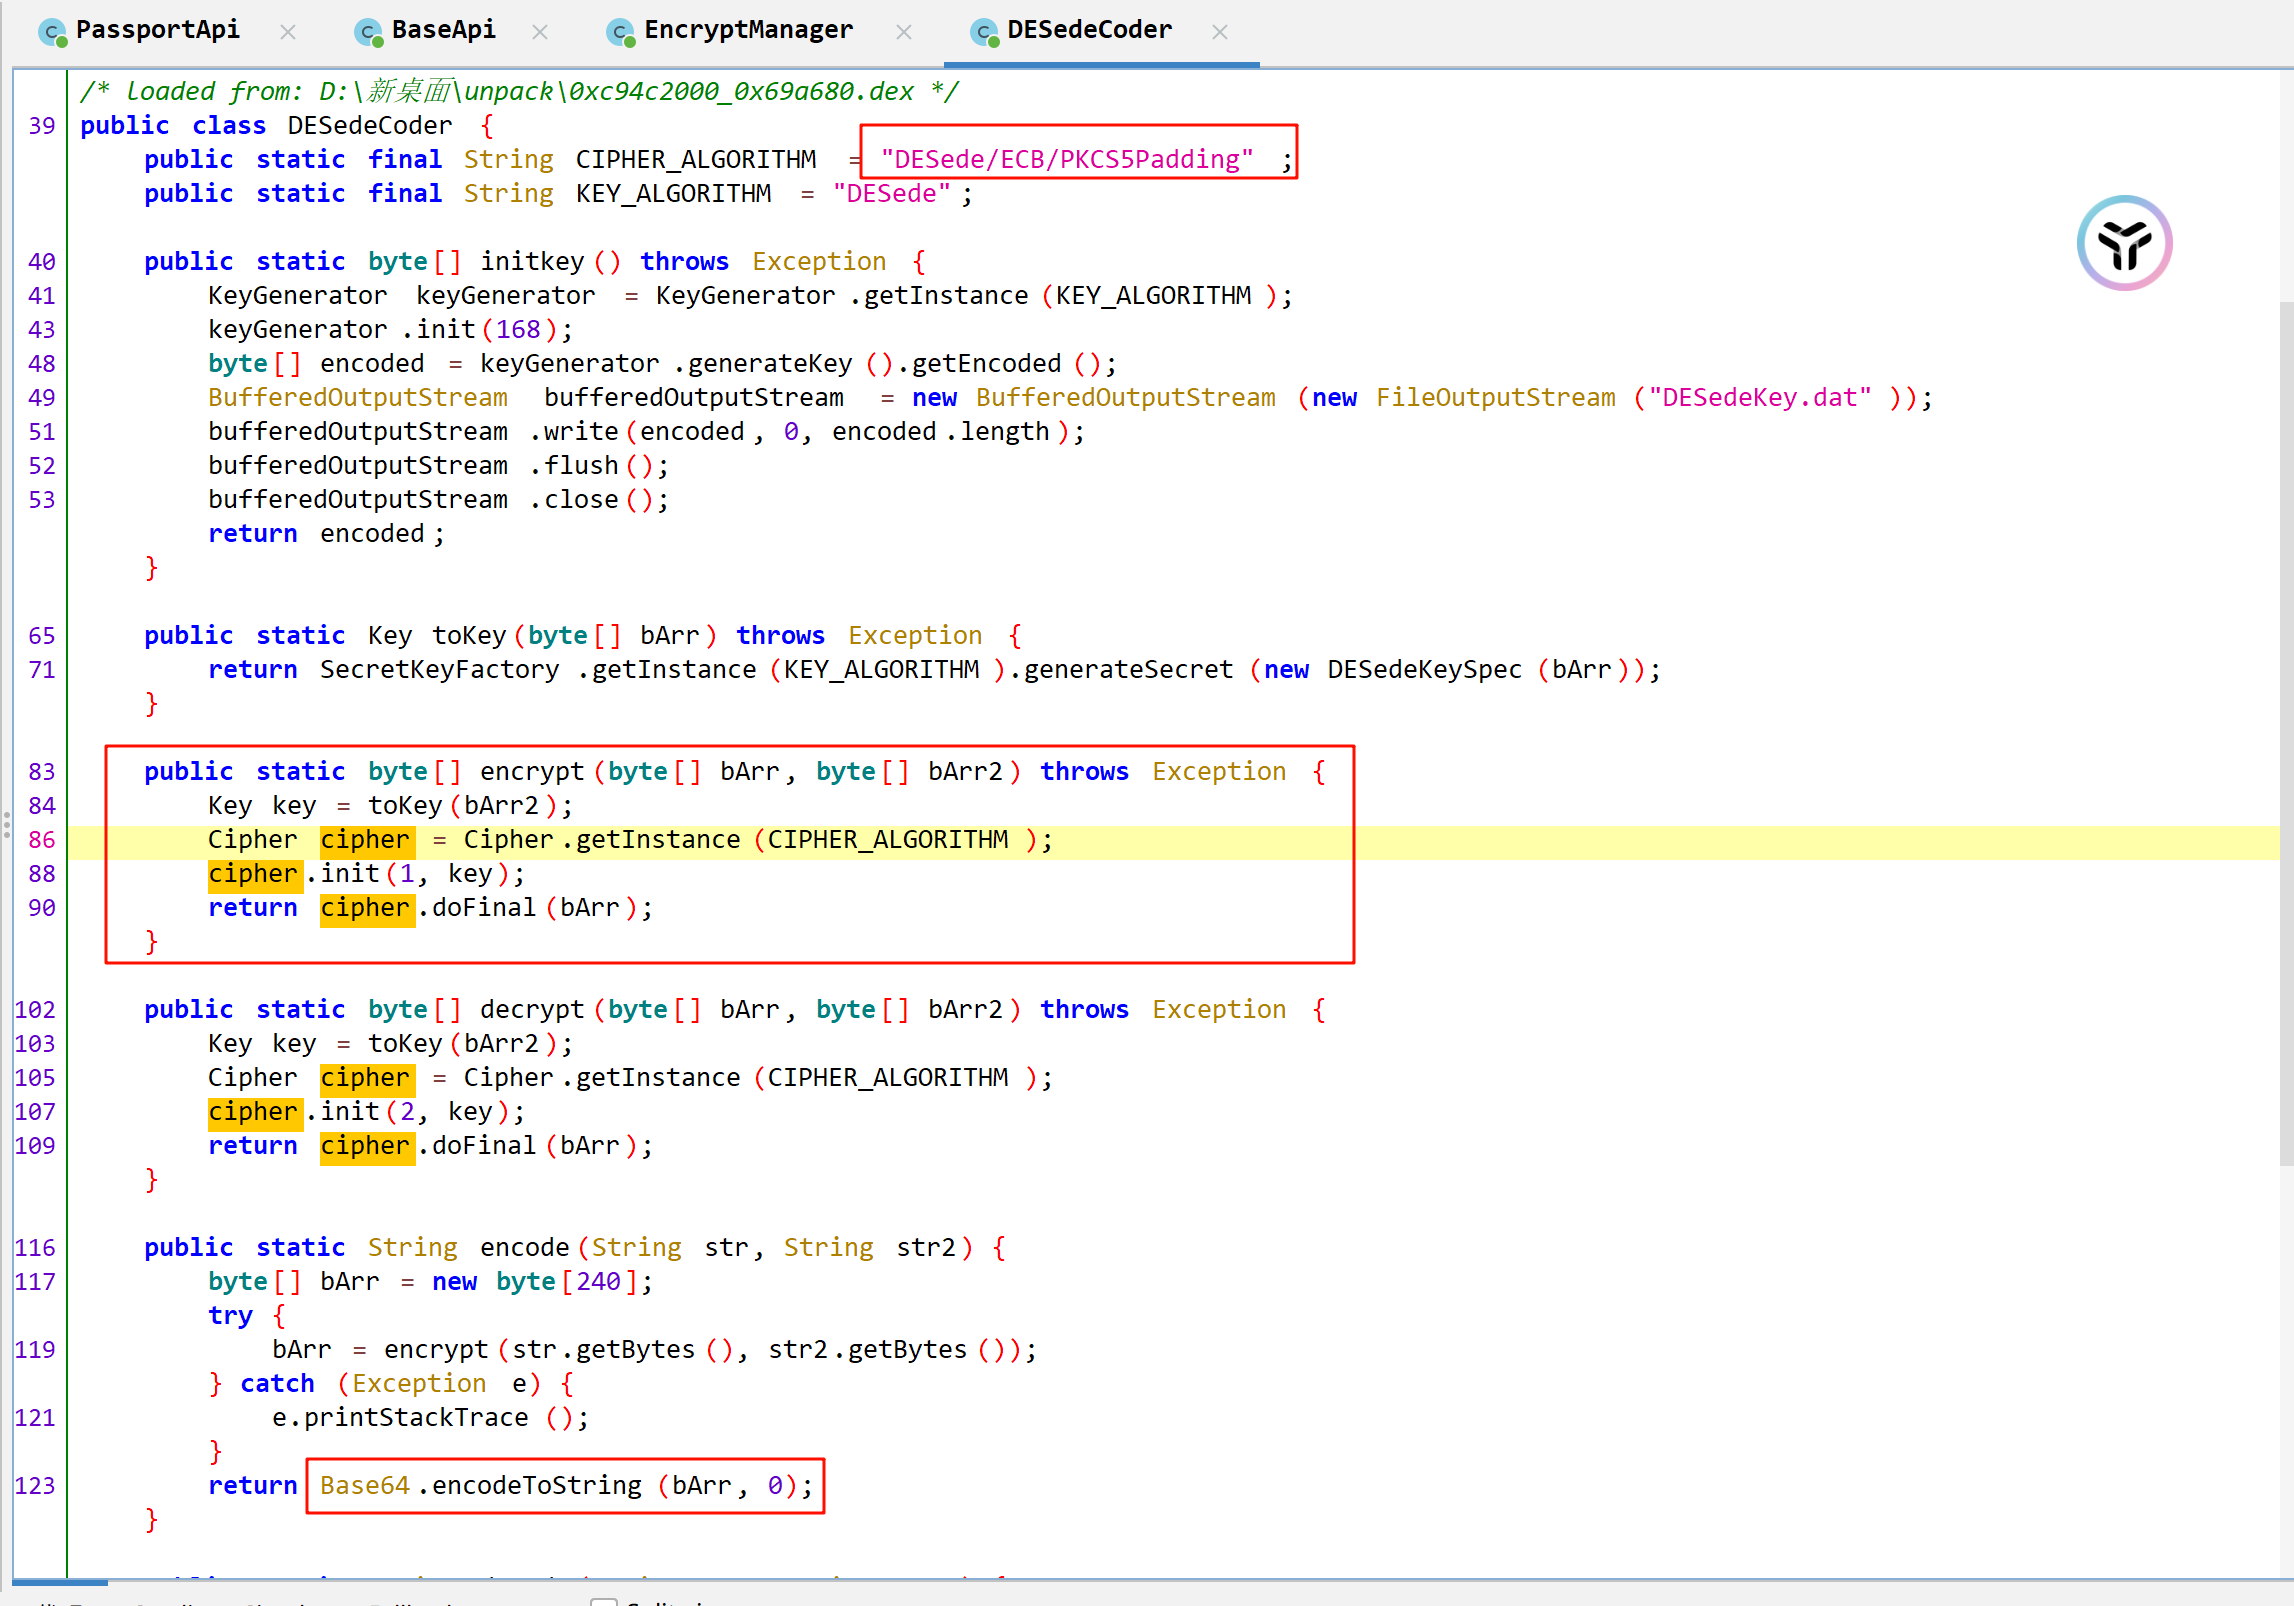 PassportApi BaseApi EncryptManager DESedeCoder
/* loaded from: D:\新桌面\unpack\0xc94c2000_0x69a680.dex */
39 public class DESedeCoder {
public static final String CIPHER_ALGORITHM = "DESede/ECB/PKCS5Padding" ;
public static final String KEY_ALGORITHM = "DESede" ;
40 public static byte[] initkey() throws Exception {
41 KeyGenerator keyGenerator = KeyGenerator.getInstance(KEY_ALGORITHM);
43 keyGenerator.init(168);
48 byte[] encoded = keyGenerator.generateKey().getEncoded();
49 BufferedOutputStream bufferedOutputStream = new BufferedOutputStream(new FileOutputStream("DESedeKey.dat"));
51 bufferedOutputStream.write(encoded, 0, encoded.length);
52 bufferedOutputStream.flush();
53 bufferedOutputStream.close();
return encoded;
}
65 public static Key toKey(byte[] bArr) throws Exception {
71 return SecretKeyFactory.getInstance(KEY_ALGORITHM).generateSecret(new DESedeKeySpec(bArr));
}
83 public static byte[] encrypt(byte[] bArr, byte[] bArr2) throws Exception {
84 Key key = toKey(bArr2);
86 Cipher cipher = Cipher.getInstance(CIPHER_ALGORITHM);
88 cipher.init(1, key);
90 return cipher.doFinal(bArr);
}
102 public static byte[] decrypt(byte[] bArr, byte[] bArr2) throws Exception {
103 Key key = toKey(bArr2);
105 Cipher cipher = Cipher.getInstance(CIPHER_ALGORITHM);
107 cipher.init(2, key);
109 return cipher.doFinal(bArr);
}
116 public static String encode(String str, String str2) {
117 byte[] bArr = new byte[240];
try {
119 bArr = encrypt(str.getBytes(), str2.getBytes());
} catch (Exception e) {
121 e.printStackTrace();
}
123 return Base64.encodeToString(bArr, 0);
}